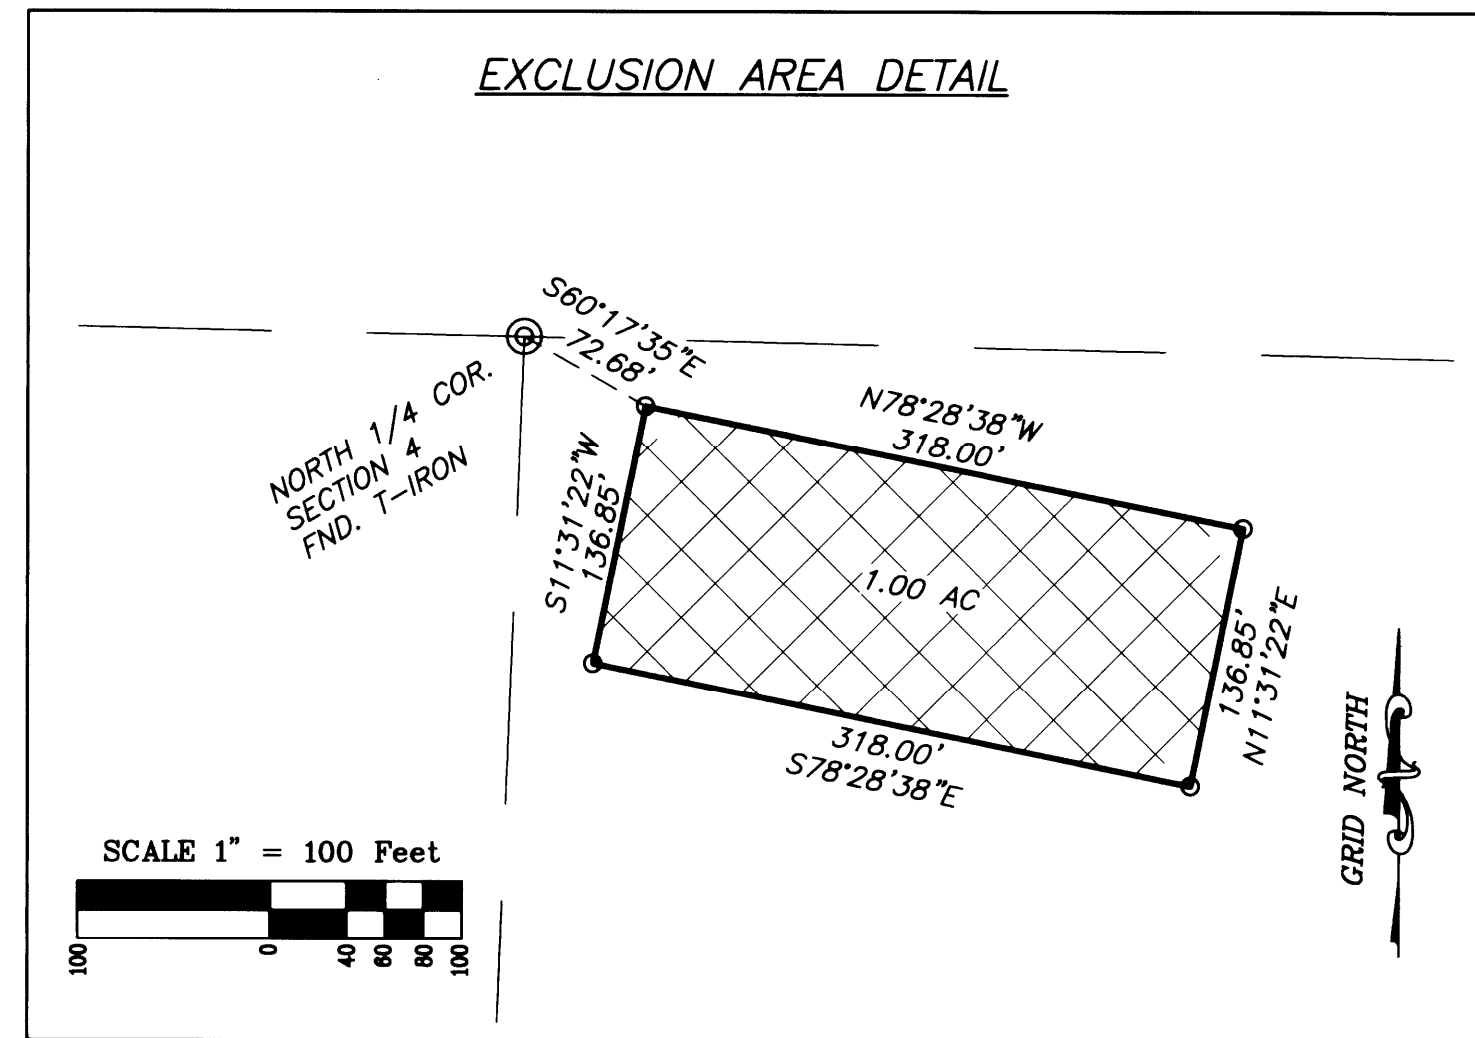 EXCLUSION AREA DETAIL
S60°17'35"E
72.68'
NORTH 1/4 COR.
SECTION 4
FND. T-IRON
N78°28'38"W
318.00'
S11°31'22"W
136.85'
1.00 AC
136.85'
N11°31'22"E
318.00'
S78°28'38"E
GRID NORTH
SCALE 1" = 100 Feet
100 0 40 60 80 100